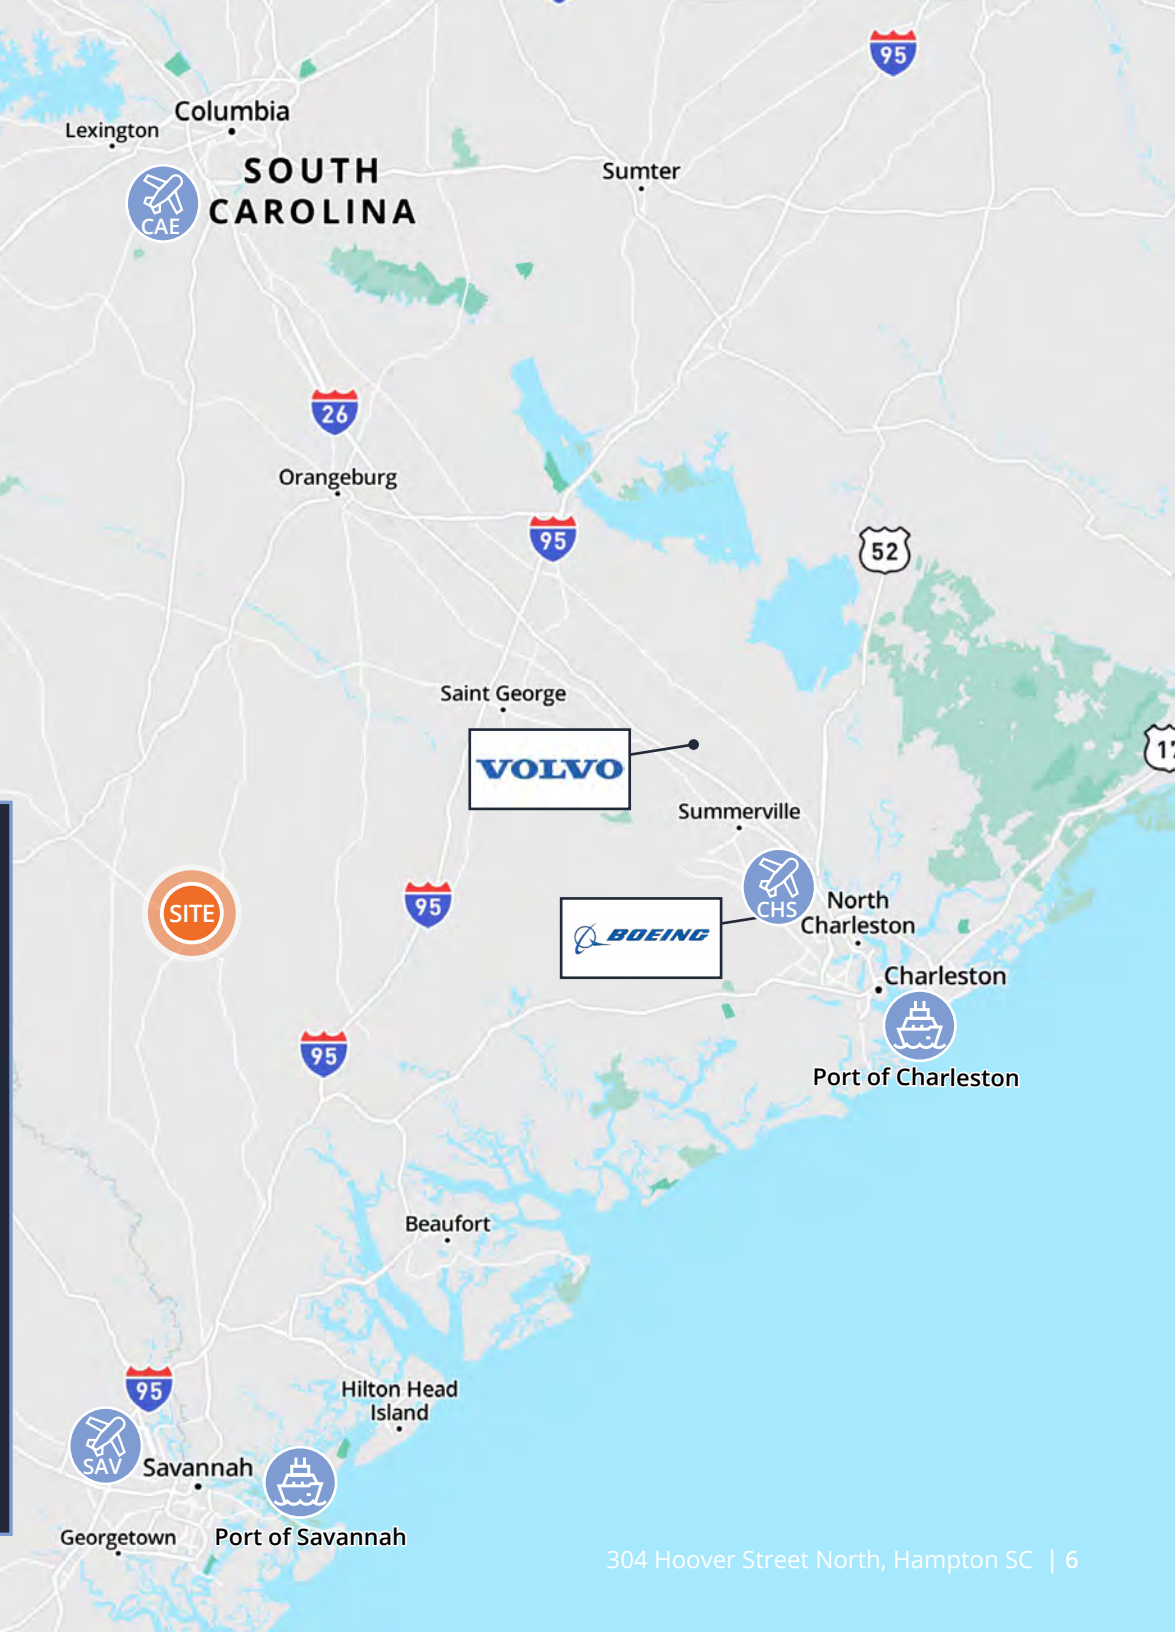 95
Columbia
Lexington
SOUTH
CAROLINA
Sumter
CAE
26
Orangeburg
95
52
Saint George
17
VOLVO
Summerville
SITE
95
CHS
North
Charleston
BOEING
Charleston
95
Port of Charleston
Beaufort
95
Hilton Head
Island
SAV
Savannah
Georgetown
Port of Savannah
304 Hoover Street North, Hampton SC | 6